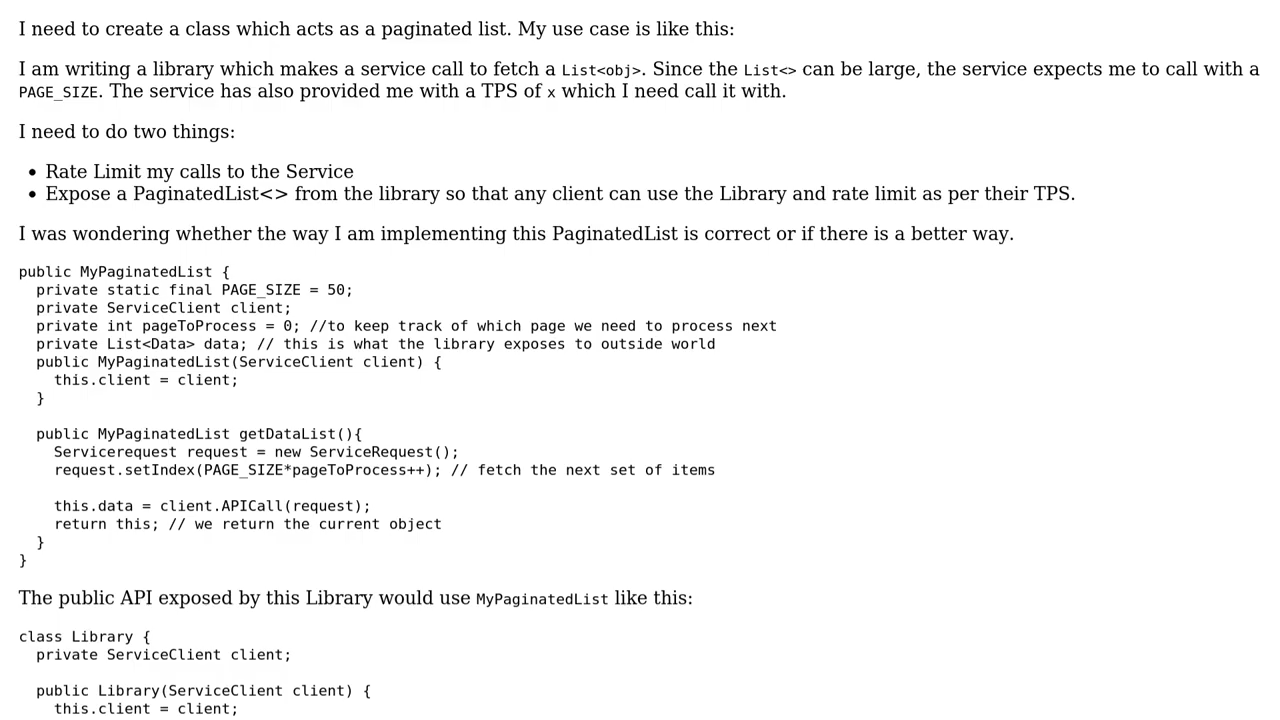 I need to create a class which acts as a paginated list. My use case is like this:
I am writing a library which makes a service call to fetch a List<obj>. Since the List<> can be large, the service expects me to call with a
PAGE_SIZE. The service has also provided me with a TPS of x which I need call it with.
I need to do two things:
• Rate Limit my calls to the Service
• Expose a PaginatedList<> from the library so that any client can use the Library and rate limit as per their TPS.
I was wondering whether the way I am implementing this PaginatedList is correct or if there is a better way.
public MyPaginatedList {
  private static final PAGE_SIZE = 50;
  private ServiceClient client;
  private int pageToProcess = 0; //to keep track of which page we need to process next
  private List<Data> data; // this is what the library exposes to outside world
  public MyPaginatedList(ServiceClient client) {
    this.client = client;
  }
  public MyPaginatedList getDataList(){
    Servicerequest request = new ServiceRequest();
    request.setIndex(PAGE_SIZE*pageToProcess++); // fetch the next set of items
    this.data = client.APICall(request);
    return this; // we return the current object
  }
}
The public API exposed by this Library would use MyPaginatedList like this:
class Library {
  private ServiceClient client;
  public Library(ServiceClient client) {
    this.client = client;